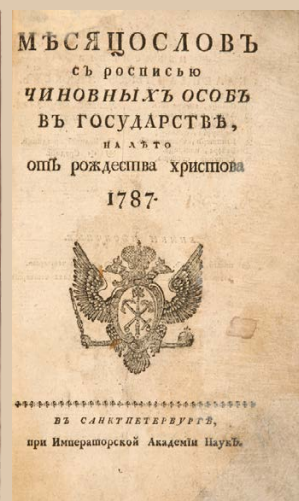 МѢСЯЦОСЛОВЪ
съ росписью
ЧИНОВНЫХЪ ОСОБЪ
ВЪ ГОСУДАРСТВѢ,
НА ЛѢТО
отъ рождества христова
1787.
ВЪ САНКТПЕТЕРБУРГѢ,
при Императорской Академіи Наукъ.